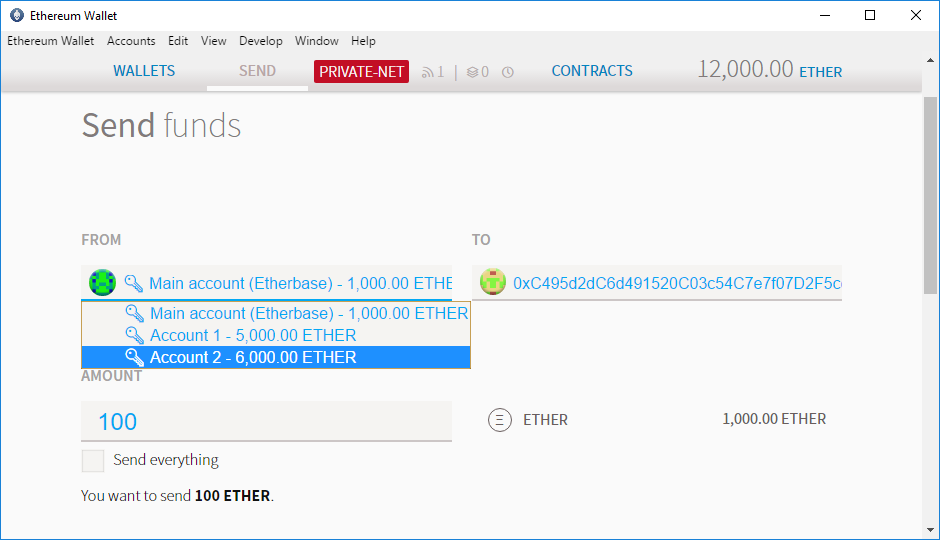 Ethereum Wallet
Ethereum Wallet Accounts Edit View Develop Window Help
WALLETS SEND PRIVATE-NET 1 | 0 CONTRACTS 12,000.00 ETHER
Send funds
FROM TO
Main account (Etherbase) - 1,000.00 ETHE 0xC495d2dC6d491520C03c54C7e7f07D2F5c
Main account (Etherbase) - 1,000.00 ETHER
Account 1 - 5,000.00 ETHER
Account 2 - 6,000.00 ETHER
AMOUNT
100 Ξ ETHER 1,000.00 ETHER
Send everything
You want to send 100 ETHER.